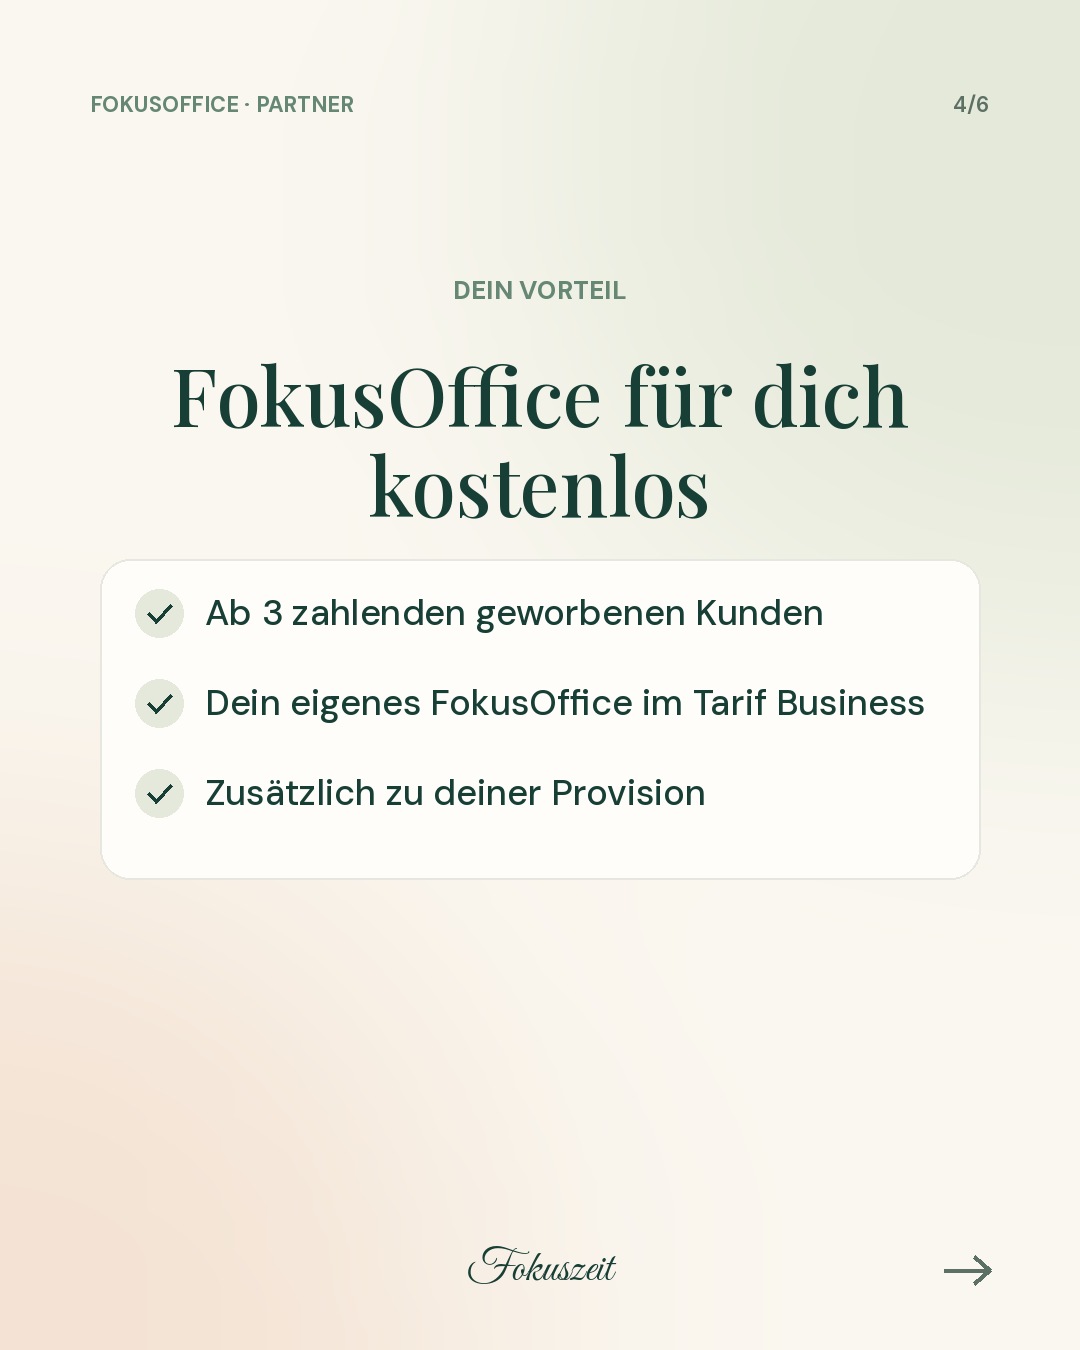 FOKUSOFFICE · PARTNER
4/6
DEIN VORTEIL
FokusOffice für dich
kostenlos
Ab 3 zahlenden geworbenen Kunden
Dein eigenes FokusOffice im Tarif Business
Zusätzlich zu deiner Provision
Fokuszeit